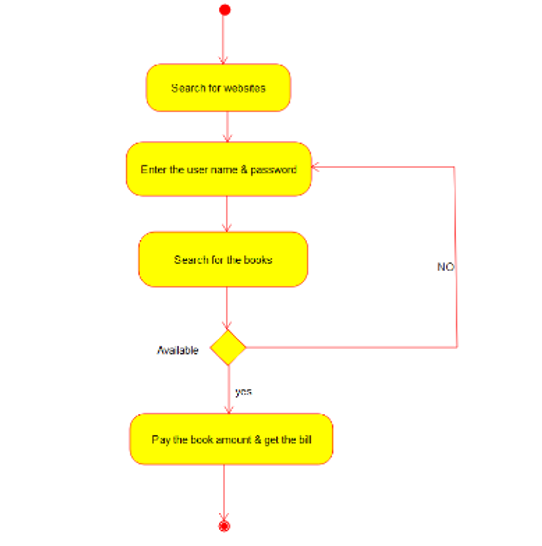 Search for websites
Enter the user name & password
Search for the books
NO
Available
yes
Pay the book amount & get the bill